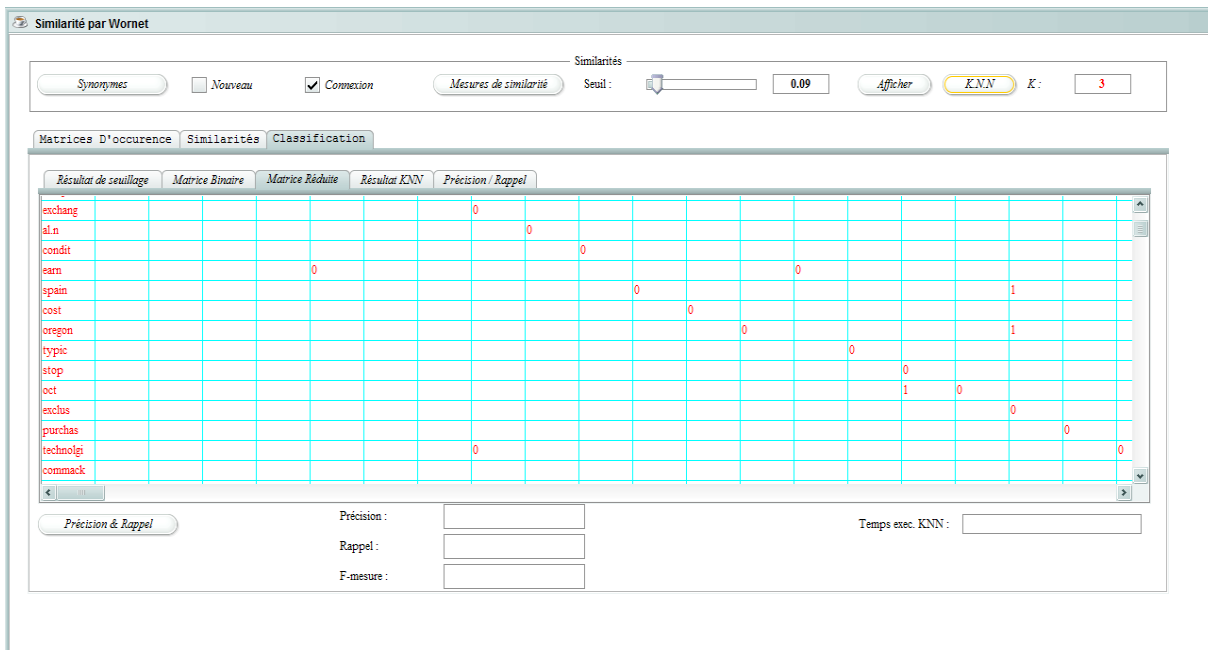 Similarité par Wornet
Similarités
Synonymes Nouveau Connexion Mesures de similarité Seuil : 0.09 Afficher K.N.N K : 3
Matrices D'occurence Similarités Classification
Résultat de seuillage Matrice Binaire Matrice Réduite Résultat KNN Précision / Rappel
exchang 0
al.n 0
condit 0
earn 0 0
spain 0 1
cost 0
oregon 0 1
typic 0
stop 0
oct 1 0
exclus 0
purchas 0
technolgi 0 0
commack
Précision & Rappel Précision : Temps exec. KNN :
Rappel :
F-mesure :